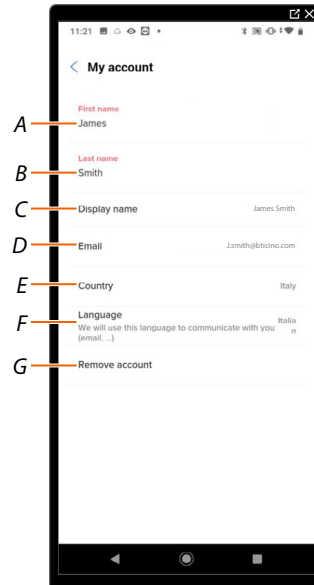 11:21
My account
First name
A James
Last name
B Smith
C Display name James Smith
D Email J.smith@bticino.com
E Country Italy
F Language Italia
We will use this language to communicate with you n
(email, ...)
G Remove account